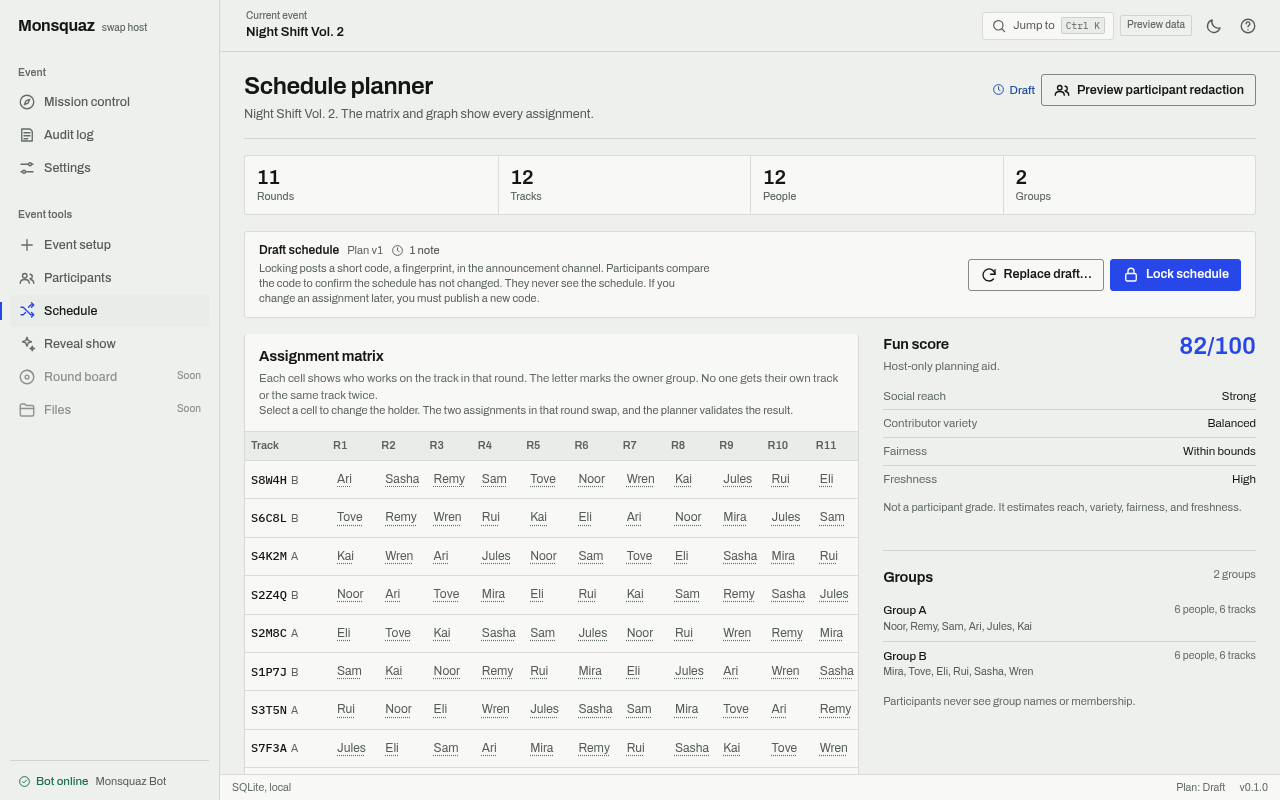 Monsquaz swap host
Event
Mission control
Audit log
Settings
Event tools
Event setup
Participants
Schedule
Reveal show
Round board Soon
Files Soon
Bot online Monsquaz Bot
Current event
Night Shift Vol. 2
Jump to Ctrl K
Preview data
Schedule planner
Night Shift Vol. 2. The matrix and graph show every assignment.
Draft
Preview participant redaction
11
Rounds
12
Tracks
12
People
2
Groups
Draft schedule Plan v1 1 note
Locking posts a short code, a fingerprint, in the announcement channel. Participants compare
the code to confirm the schedule has not changed. They never see the schedule. If you
change an assignment later, you must publish a new code.
Replace draft...
Lock schedule
Assignment matrix
Each cell shows who works on the track in that round. The letter marks the owner group. No one gets their own track
or the same track twice.
Select a cell to change the holder. The two assignments in that round swap, and the planner validates the result.
Track R1 R2 R3 R4 R5 R6 R7 R8 R9 R10 R11
S8W4H B Ari Sasha Remy Sam Tove Noor Wren Kai Jules Rui Eli
S6C8L B Tove Remy Wren Rui Kai Eli Ari Noor Mira Jules Sam
S4K2M A Kai Wren Ari Jules Noor Sam Tove Eli Sasha Mira Rui
S2Z4Q B Noor Ari Tove Mira Eli Rui Kai Sam Remy Sasha Jules
S2M8C A Eli Tove Kai Sasha Sam Jules Noor Rui Wren Remy Mira
S1P7J B Sam Kai Noor Remy Rui Mira Eli Jules Ari Wren Sasha
S3T5N A Rui Noor Eli Wren Jules Sasha Sam Mira Tove Ari Remy
S7F3A A Jules Eli Sam Ari Mira Remy Rui Sasha Kai Tove Wren
Fun score 82/100
Host-only planning aid.
Social reach Strong
Contributor variety Balanced
Fairness Within bounds
Freshness High
Not a participant grade. It estimates reach, variety, fairness, and freshness.
Groups 2 groups
Group A 6 people, 6 tracks
Noor, Remy, Sam, Ari, Jules, Kai
Group B 6 people, 6 tracks
Mira, Tove, Eli, Rui, Sasha, Wren
Participants never see group names or membership.
SQLite, local
Plan: Draft v0.1.0